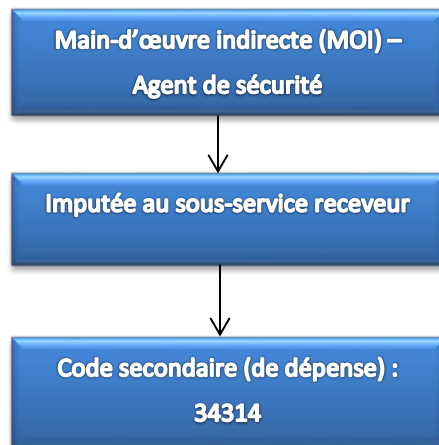 Main-d’œuvre indirecte (MOI) –
Agent de sécurité
Imputée au sous-service receveur
Code secondaire (de dépense) :
34314